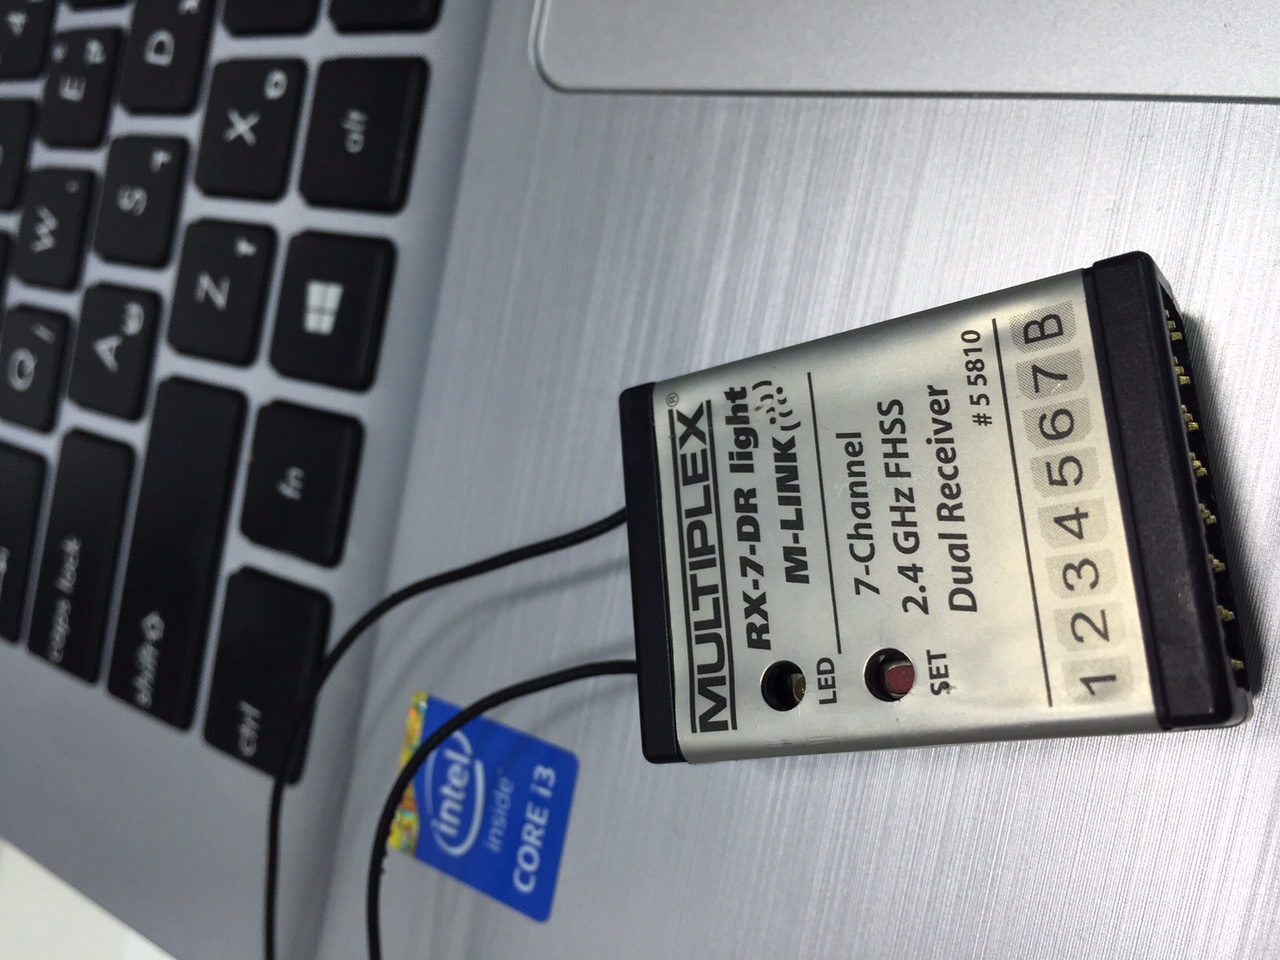 MULTIPLEX®
RX-7-DR light
M-LINK
LED
7-Channel
2.4 GHz FHSS
Dual Receiver
SET
# 5 5810
1 2 3 4 5 6 7 B
intel
inside™
CORE i3
Q /
W '
E ק
A ש
S ד
D ג
Z ז
X ס
caps lock
shift
ctrl
fn
alt